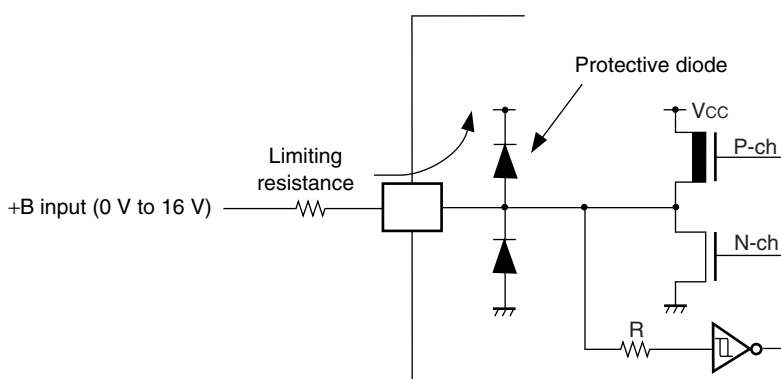 Protective diode
VCC
P-ch
Limiting
resistance
+B input (0 V to 16 V)
N-ch
R